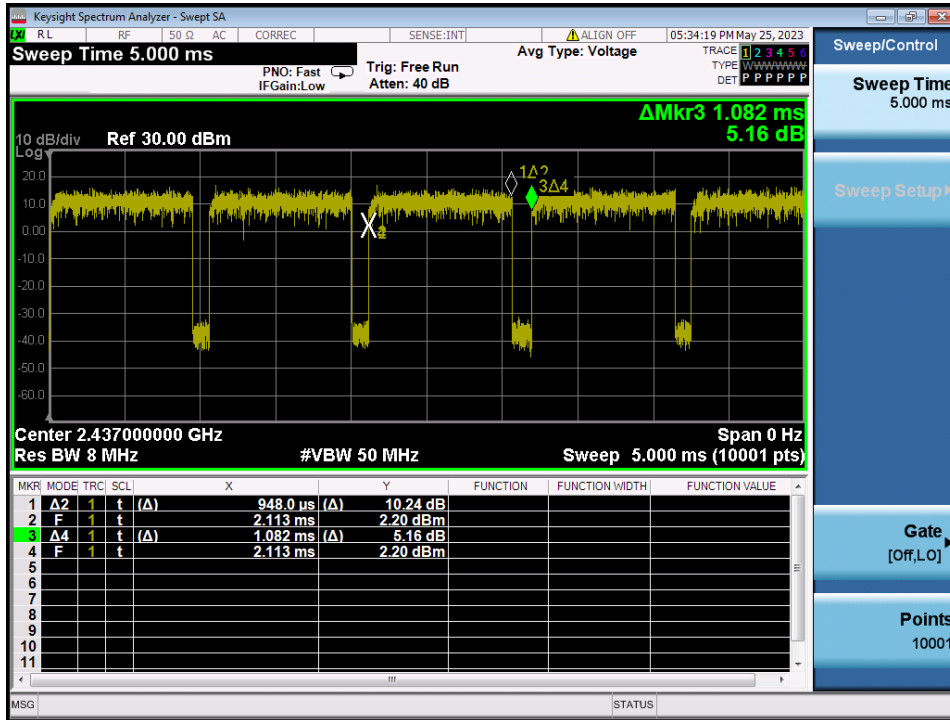 Keysight Spectrum Analyzer - Swept SA
LXI RL RF 50 Ω AC CORREC SENSE:INT ALIGN OFF 05:34:19 PM May 25, 2023
Sweep Time 5.000 ms
PNO: Fast
IFGain:Low
Trig: Free Run
Atten: 40 dB
Avg Type: Voltage
TRACE 1 2 3 4 5 6
TYPE WWWWWW
DET P P P P P P
ΔMkr3 1.082 ms
5.16 dB
10 dB/div Ref 30.00 dBm
Log
20.0
10.0
0.00
-10.0
-20.0
-30.0
-40.0
-50.0
-60.0
1Δ2
3Δ4
Center 2.437000000 GHz Span 0 Hz
Res BW 8 MHz #VBW 50 MHz Sweep 5.000 ms (10001 pts)
MKR MODE TRC SCL X Y FUNCTION FUNCTION WIDTH FUNCTION VALUE
1 Δ2 1 t (Δ) 948.0 µs (Δ) 10.24 dB
2 F 1 t 2.113 ms 2.20 dBm
3 Δ4 1 t (Δ) 1.082 ms (Δ) 5.16 dB
4 F 1 t 2.113 ms 2.20 dBm
5
6
7
8
9
10
11
MSG STATUS
Sweep/Control
Sweep Time
5.000 ms
Sweep Setup
Gate
[Off,LO]
Points
10001